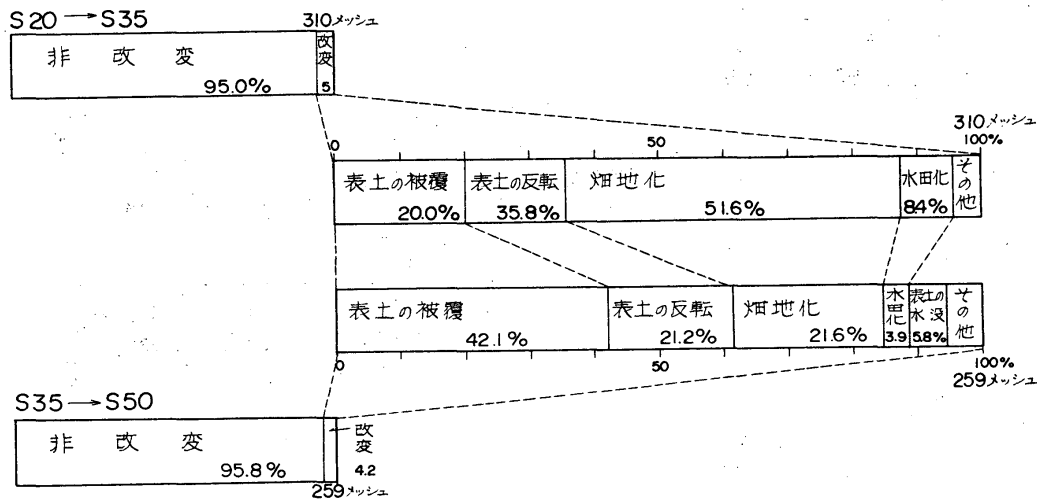 S20→S35
310メッシュ
非改変
95.0%
改変
5
310メッシュ
0
50
100%
表土の被覆
20.0%
表土の反転
35.8%
畑地化
51.6%
水田化
8.4%
その他
表土の被覆
42.1%
表土の反転
21.2%
畑地化
21.6%
水田化
3.9
表土の水没
5.8%
その他
0
50
100%
259メッシュ
S35→S50
非改変
95.8%
改変
4.2
259メッシュ